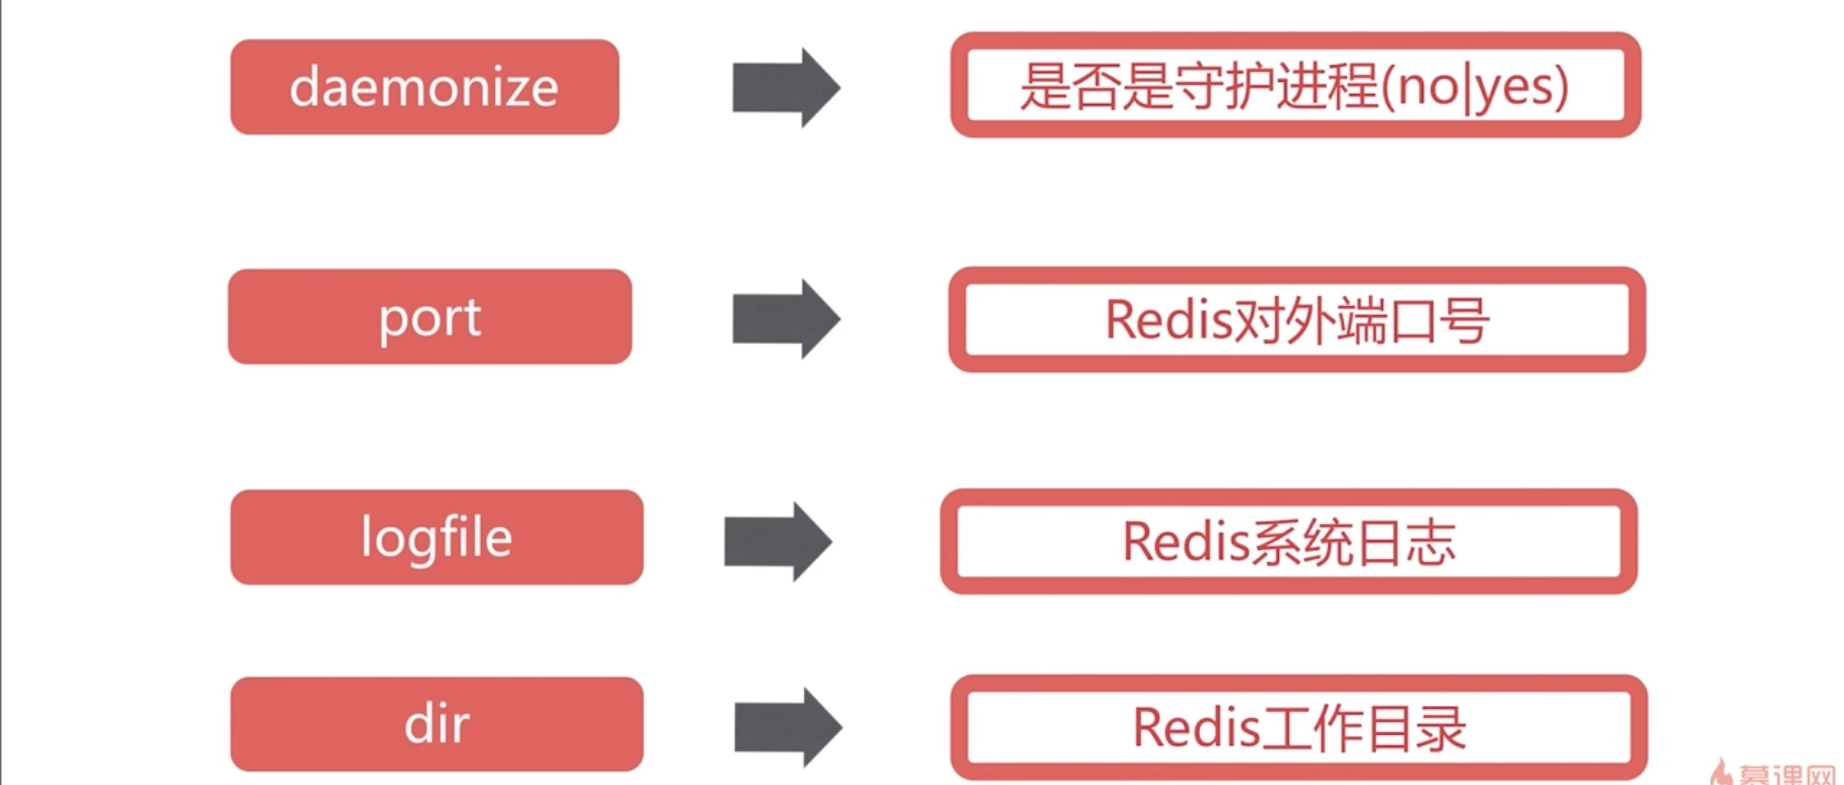 daemonize
是否是守护进程(no|yes)
port
Redis对外端口号
logfile
Redis系统日志
dir
Redis工作目录
慕课网